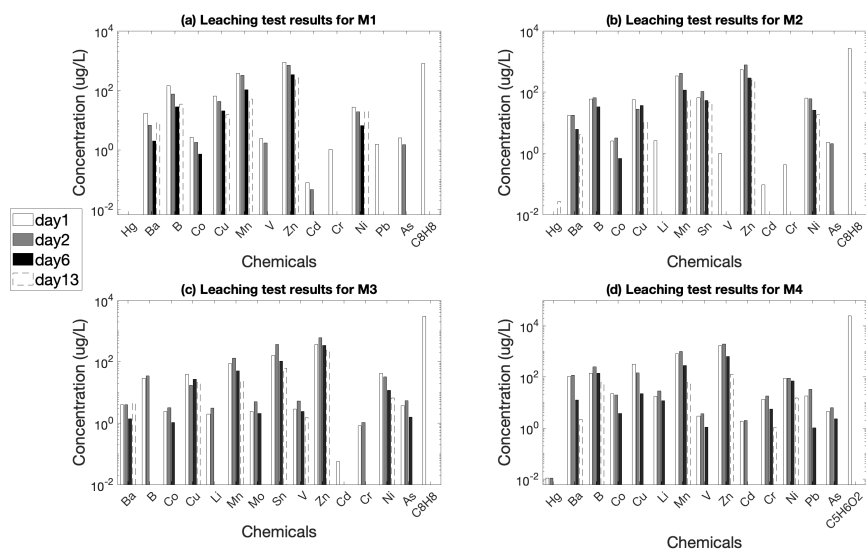 (a) Leaching test results for M1
10^4
10^2
10^0
10^-2
Concentration (ug/L)
Hg Ba B Co Cu Mn V Zn Cd Cr Ni Pb As C8H8
Chemicals
(b) Leaching test results for M2
10^4
10^2
10^0
10^-2
Concentration (ug/L)
Hg Ba B Co Cu Li Mn Sn V Zn Cd Cr Ni As C8H8
Chemicals
day1
day2
day6
day13
(c) Leaching test results for M3
10^4
10^2
10^0
10^-2
Concentration (ug/L)
Ba B Co Cu Li Mn Mo Sn V Zn Cd Cr Ni As C8H8
Chemicals
(d) Leaching test results for M4
10^4
10^2
10^0
10^-2
Concentration (ug/L)
Hg Ba B Co Cu Li Mn V Zn Cd Cr Ni Pb As C5H6O2
Chemicals